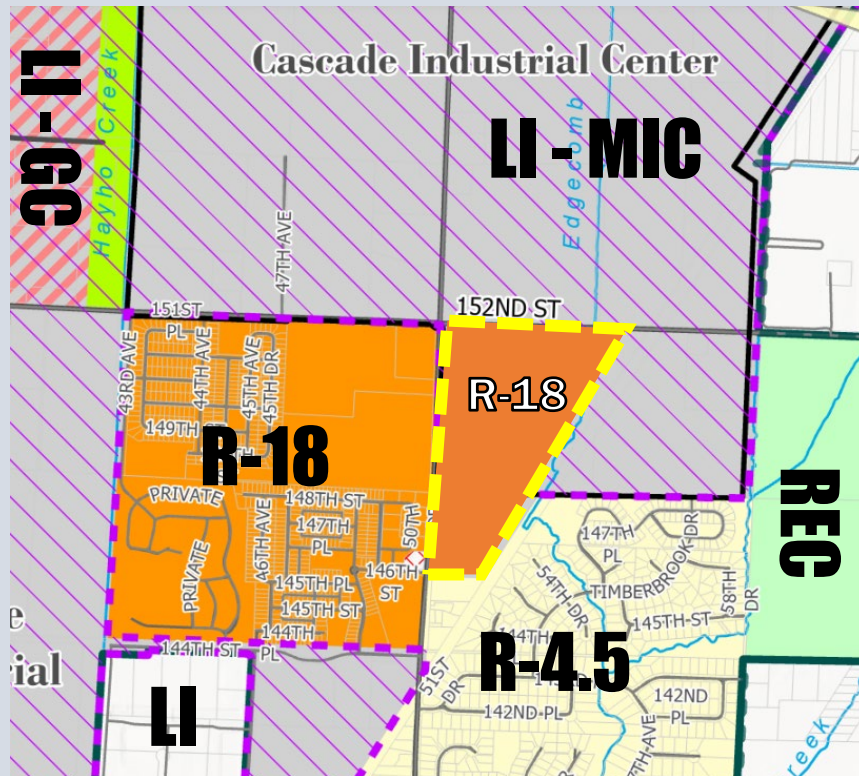 Cascade Industrial Center
LI - GC
Hayho Creek
LI - MIC
Edgecomb
47TH AVE
152ND ST
151ST
PL
43RD AVE
44TH AVE
45TH AVE
45TH DR
R-18
149TH
R-18
PRIVATE
148TH ST
50TH
147TH
PL
46TH AVE
PRIVATE
146TH
ST
145TH PL
145TH ST
144TH
PL
144TH ST
147TH
PL
TIMBERBROOK DR
54TH DR
58TH
DR
145TH ST
144TH
REC
R-4.5
51ST
DR
142ND PL
142ND
PL
LI
e
rial
reek